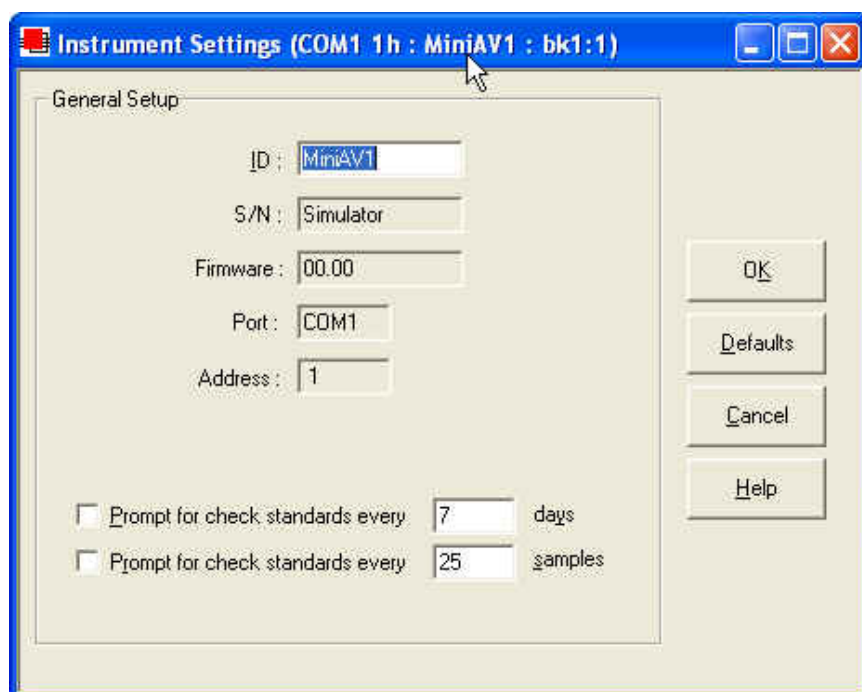 Instrument Settings (COM1 1h : MiniAV1 : bk1:1)
General Setup
ID : MiniAV1
S/N : Simulator
Firmware : 00.00
Port : COM1
Address : 1
Prompt for check standards every 7 days
Prompt for check standards every 25 samples
OK
Defaults
Cancel
Help